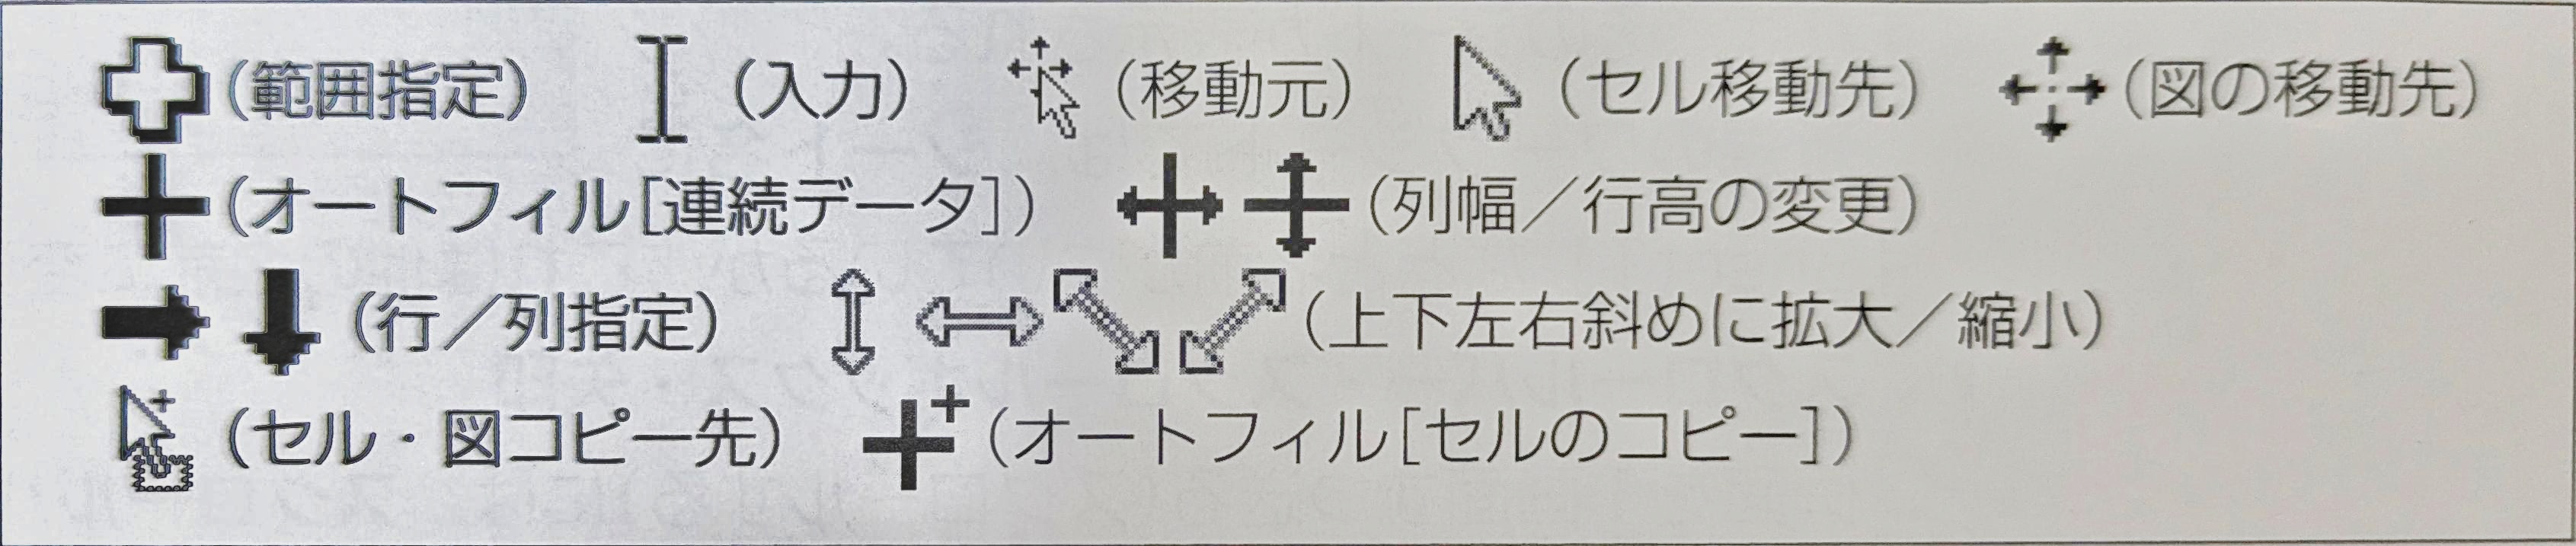 (範囲指定) (入力) (移動元) (セル移動先) (図の移動先)
(オートフィル[連続データ]) (列幅／行高の変更)
(行／列指定) (上下左右斜めに拡大／縮小)
(セル・図コピー先) (オートフィル[セルのコピー])